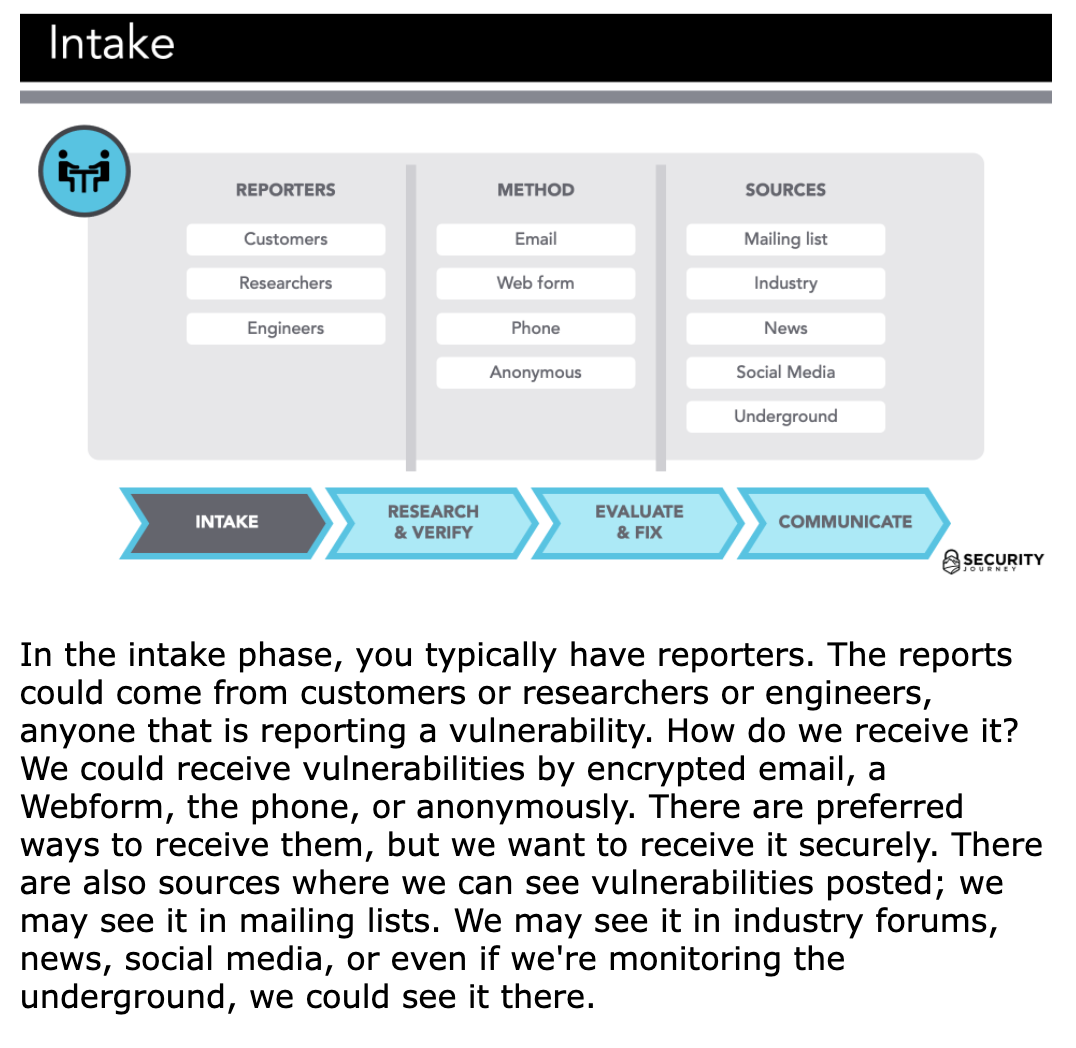 Intake
REPORTERS
Customers
Researchers
Engineers
METHOD
Email
Web form
Phone
Anonymous
SOURCES
Mailing list
Industry
News
Social Media
Underground
INTAKE
RESEARCH
& VERIFY
EVALUATE
& FIX
COMMUNICATE
SECURITY
JOURNEY
In the intake phase, you typically have reporters. The reports
could come from customers or researchers or engineers,
anyone that is reporting a vulnerability. How do we receive it?
We could receive vulnerabilities by encrypted email, a
Webform, the phone, or anonymously. There are preferred
ways to receive them, but we want to receive it securely. There
are also sources where we can see vulnerabilities posted; we
may see it in mailing lists. We may see it in industry forums,
news, social media, or even if we're monitoring the
underground, we could see it there.